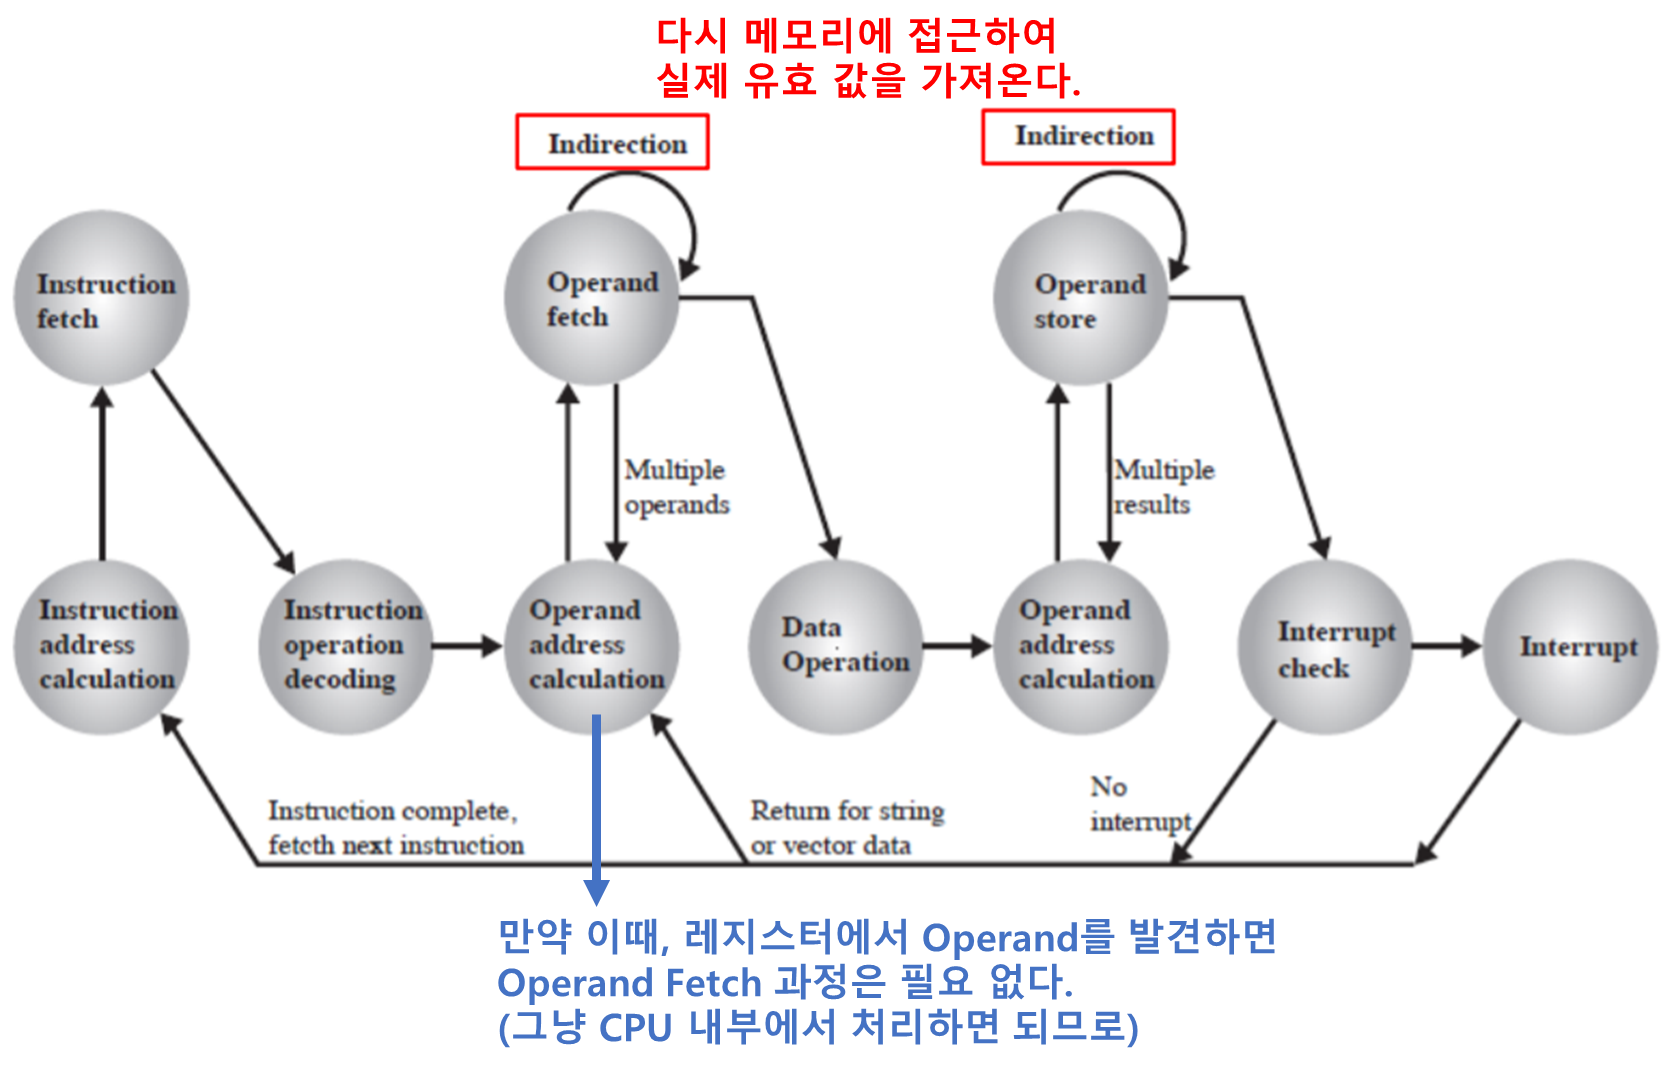 다시 메모리에 접근하여
실제 유효 값을 가져온다.
Indirection
Indirection
Instruction
fetch
Operand
fetch
Operand
store
Multiple
operands
Multiple
results
Instruction
address
calculation
Instruction
operation
decoding
Operand
address
calculation
Data
Operation
Operand
address
calculation
Interrupt
check
Interrupt
Instruction complete,
fetcth next instruction
Return for string
or vector data
No
interrupt
만약 이때, 레지스터에서 Operand를 발견하면
Operand Fetch 과정은 필요 없다.
(그냥 CPU 내부에서 처리하면 되므로)